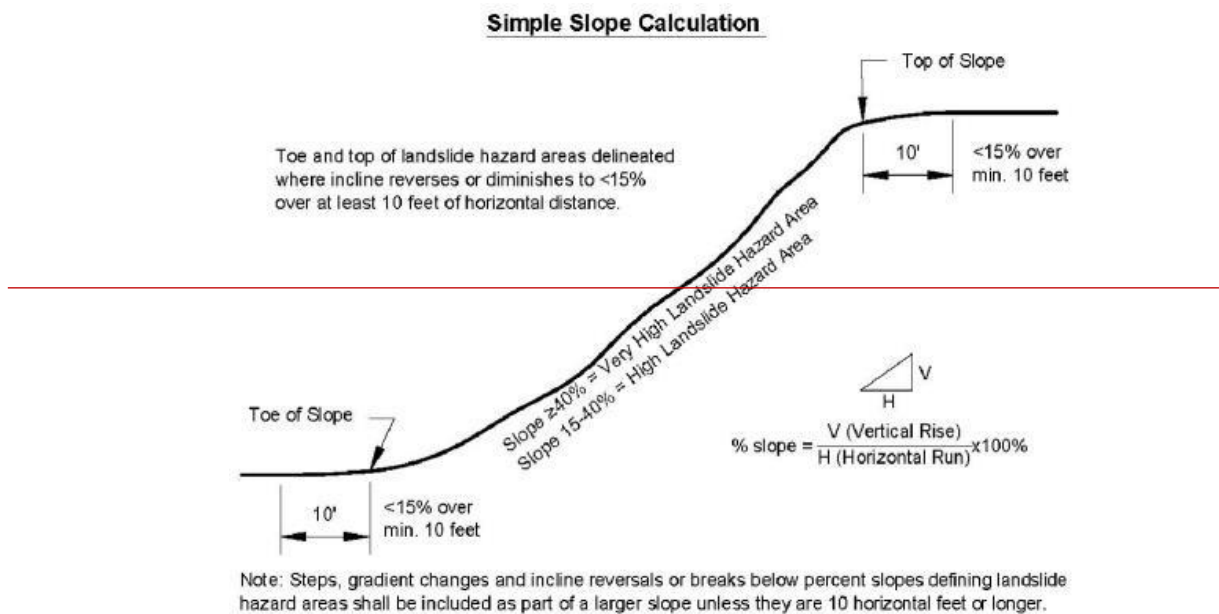 Simple Slope Calculation
Top of Slope
Toe and top of landslide hazard areas delineated
where incline reverses or diminishes to <15%
over at least 10 feet of horizontal distance.
10'
<15% over
min. 10 feet
Slope ≥40% = Very High Landslide Hazard Area
Slope 15-40% = High Landslide Hazard Area
Toe of Slope
V
H
% slope = V (Vertical Rise)
H (Horizontal Run) x100%
10'
<15% over
min. 10 feet
Note: Steps, gradient changes and incline reversals or breaks below percent slopes defining landslide
hazard areas shall be included as part of a larger slope unless they are 10 horizontal feet or longer.